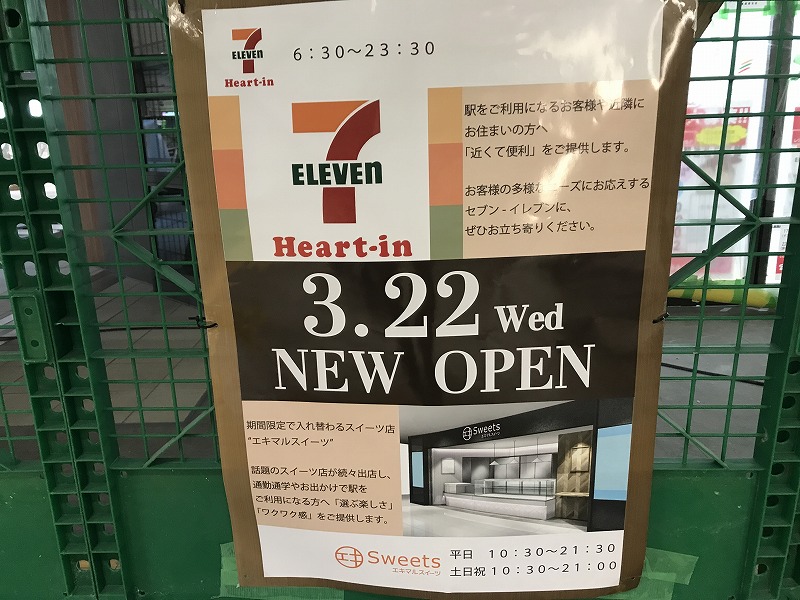 7
ELEVEN
Heart-in
6:30~23:30
7
ELEVEN
Heart-in
駅をご利用になるお客様や近隣に
お住まいの方へ
「近くて便利」をご提供します。
お客様の多様なニーズにお応えする
セブン-イレブンに、
ぜひお立ち寄りください。
3.22 Wed
NEW OPEN
期間限定で入れ替わるスイーツ店
"エキマルスイーツ"
話題のスイーツ店が続々出店し、
通勤通学やお出かけで駅を
ご利用になる方へ「選ぶ楽しさ」
「ワクワク感」をご提供します。
エキ Sweets
エキ Sweets
エキマルスイーツ
平日 10:30~21:30
土日祝 10:30~21:00